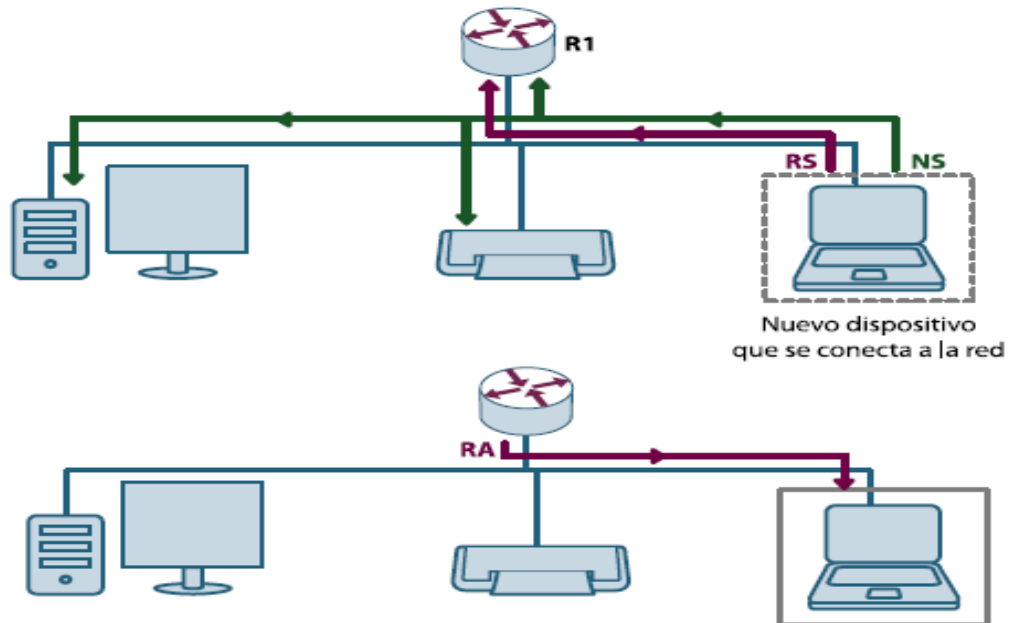 R1
RS
NS
Nuevo dispositivo
que se conecta a la red
RA